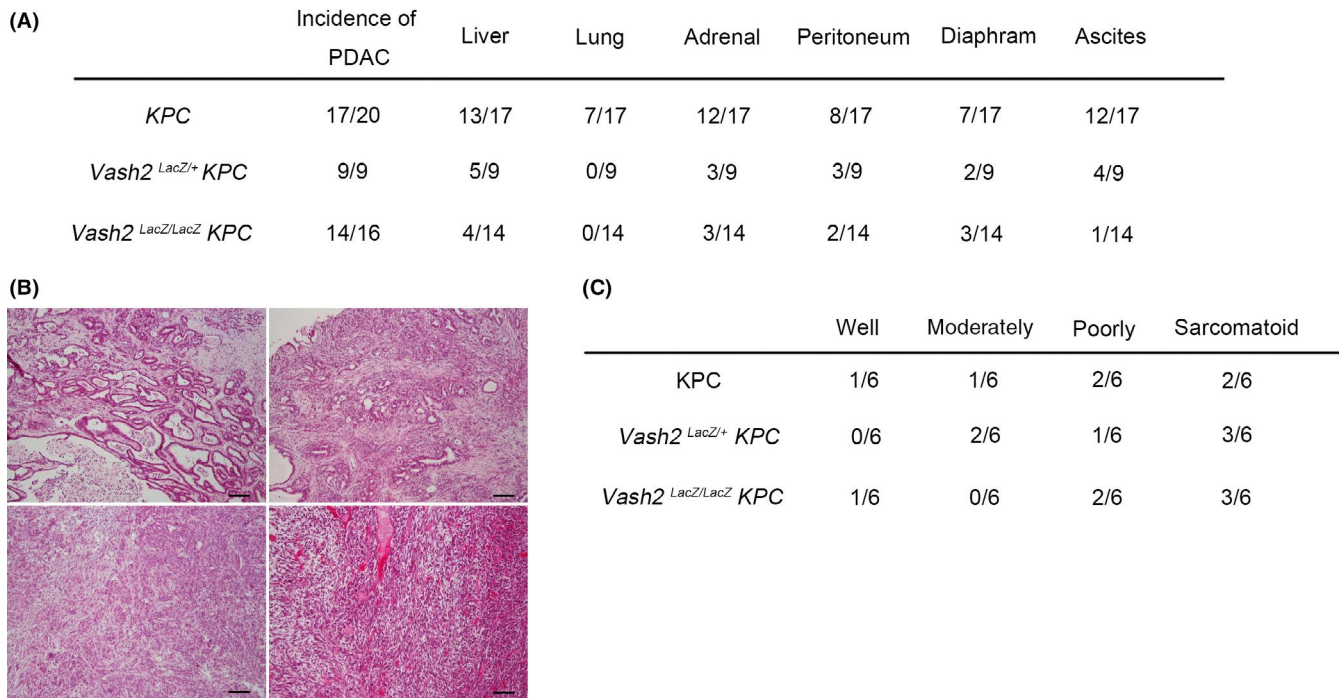 (A)
Incidence of PDAC Liver Lung Adrenal Peritoneum Diaphram Ascites
KPC 17/20 13/17 7/17 12/17 8/17 7/17 12/17
Vash2 LacZ/+ KPC 9/9 5/9 0/9 3/9 3/9 2/9 4/9
Vash2 LacZ/LacZ KPC 14/16 4/14 0/14 3/14 2/14 3/14 1/14
(B)
(C)
Well Moderately Poorly Sarcomatoid
KPC 1/6 1/6 2/6 2/6
Vash2 LacZ/+ KPC 0/6 2/6 1/6 3/6
Vash2 LacZ/LacZ KPC 1/6 0/6 2/6 3/6